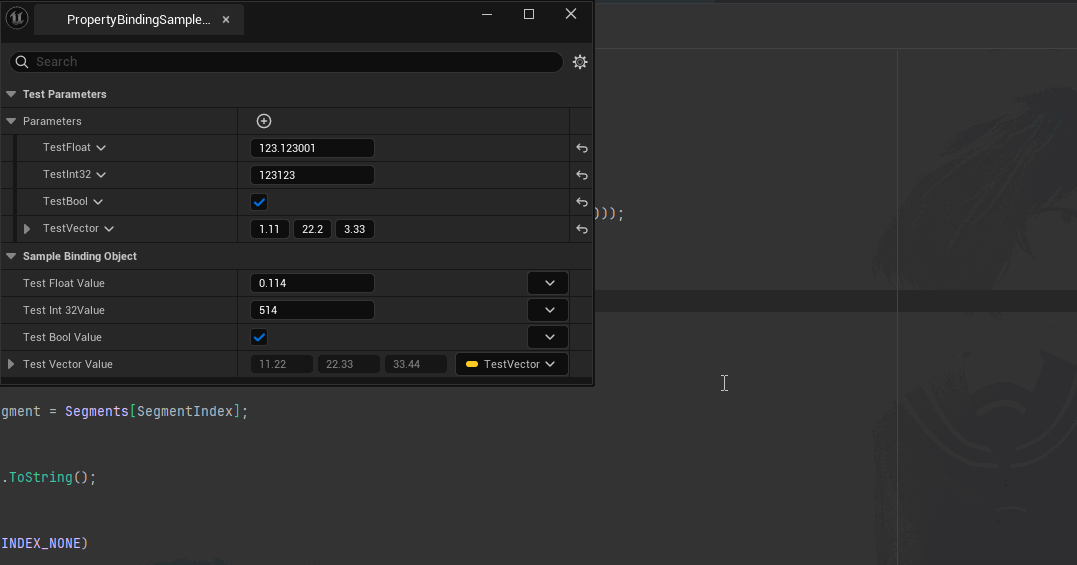 PropertyBindingSample...
Search
Test Parameters
Parameters
TestFloat 123.123001
TestInt32 123123
TestBool
TestVector 1.11 22.2 3.33
)));
Sample Binding Object
Test Float Value 0.114
Test Int 32Value 514
Test Bool Value
Test Vector Value 11.22 22.33 33.44 TestVector
gment = Segments[SegmentIndex];
.ToString();
INDEX_NONE)